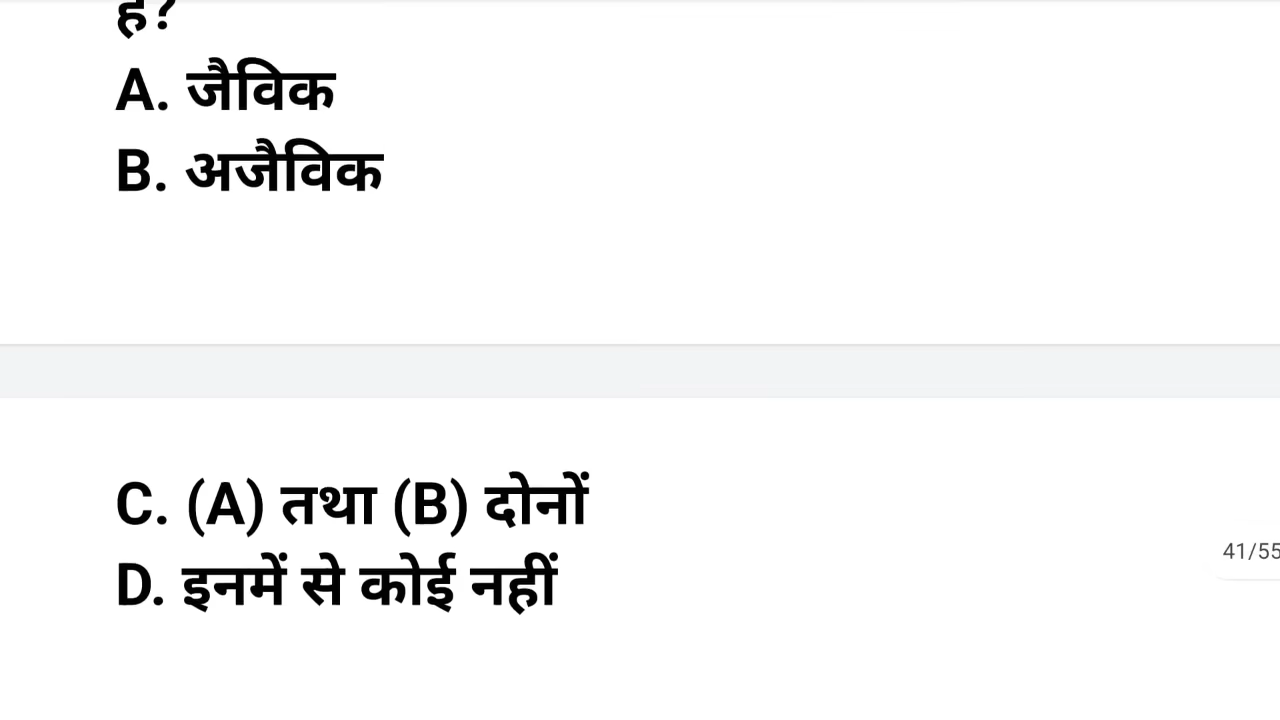 है?
A. जैविक
B. अजैविक
C. (A) तथा (B) दोनों
D. इनमें से कोई नहीं
41/55